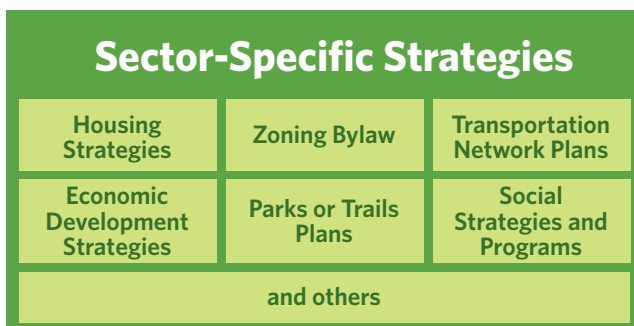 Sector-Specific Strategies
Housing
Strategies
Zoning Bylaw
Transportation
Network Plans
Economic
Development
Strategies
Parks or Trails
Plans
Social
Strategies and
Programs
and others